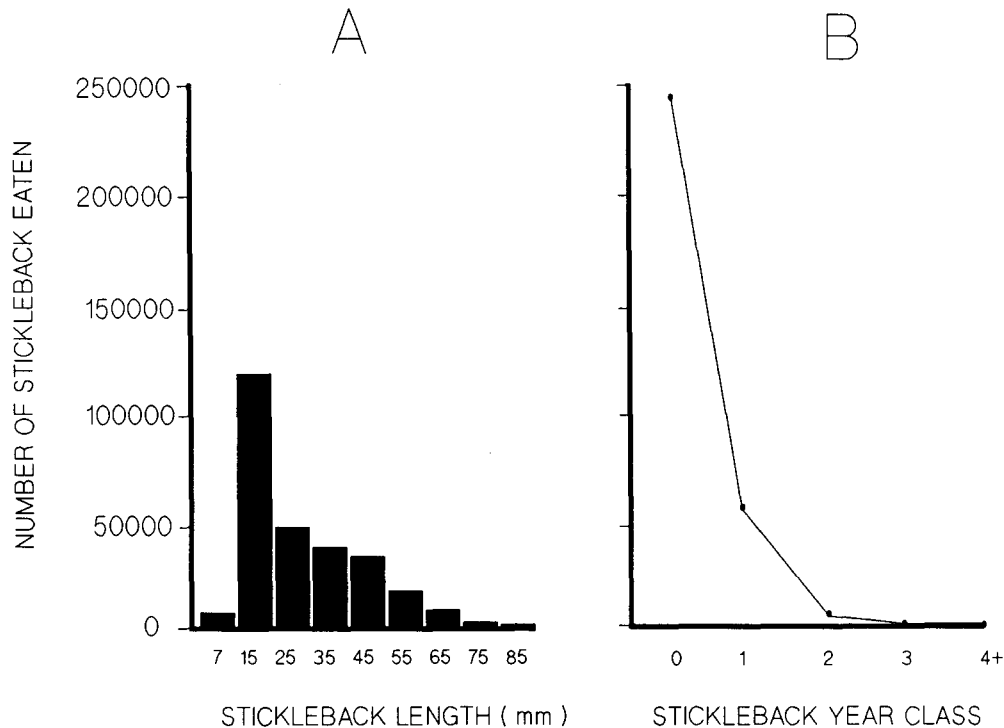 A
B
NUMBER OF STICKLEBACK EATEN
250000
200000
150000
100000
50000
0
7 15 25 35 45 55 65 75 85
0 1 2 3 4+
STICKLEBACK LENGTH ( mm )
STICKLEBACK YEAR CLASS